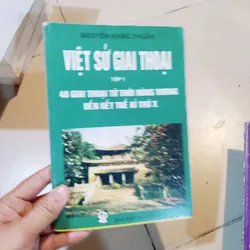 NGUYỄN KHẮC THUẦN
VIỆT SỬ GIAI THOẠI
TẬP 1
40 GIAI THOẠI TỪ THỜI HÙNG VƯƠNG
ĐẾN HẾT THẾ KỈ THỨ X